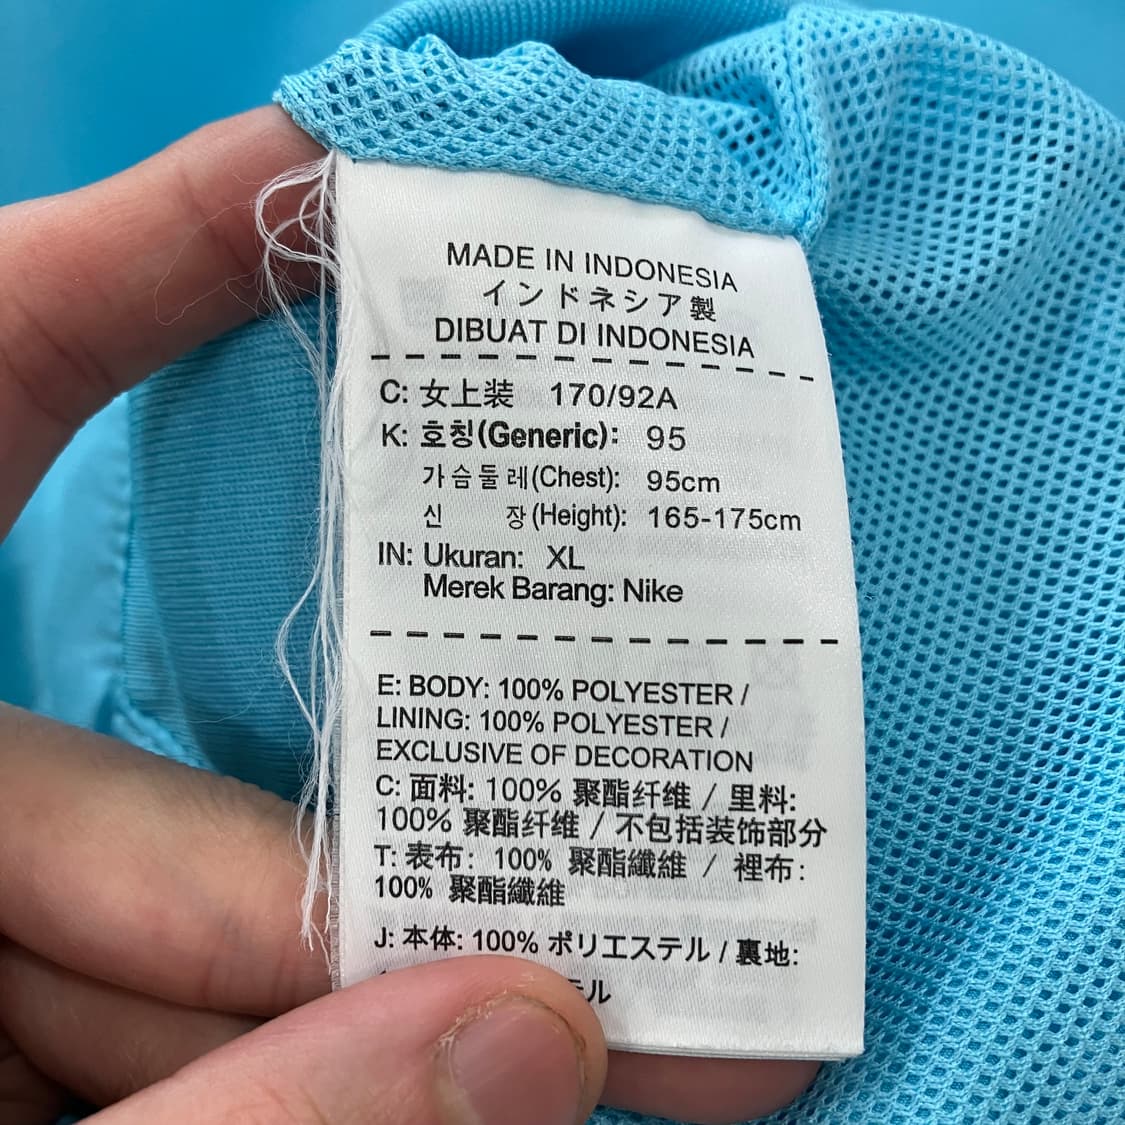 MADE IN INDONESIA
インドネシア製
DIBUAT DI INDONESIA
C: 女上装 170/92A
K: 호칭(Generic): 95
가슴둘레(Chest): 95cm
신 장(Height): 165-175cm
IN: Ukuran: XL
Merek Barang: Nike
E: BODY: 100% POLYESTER /
LINING: 100% POLYESTER /
EXCLUSIVE OF DECORATION
C: 面料: 100% 聚酯纤维 / 里料:
100% 聚酯纤维 / 不包括装饰部分
T: 表布: 100% 聚酯纖維 / 裡布:
100% 聚酯纖維
J: 本体: 100% ポリエステル / 裏地: